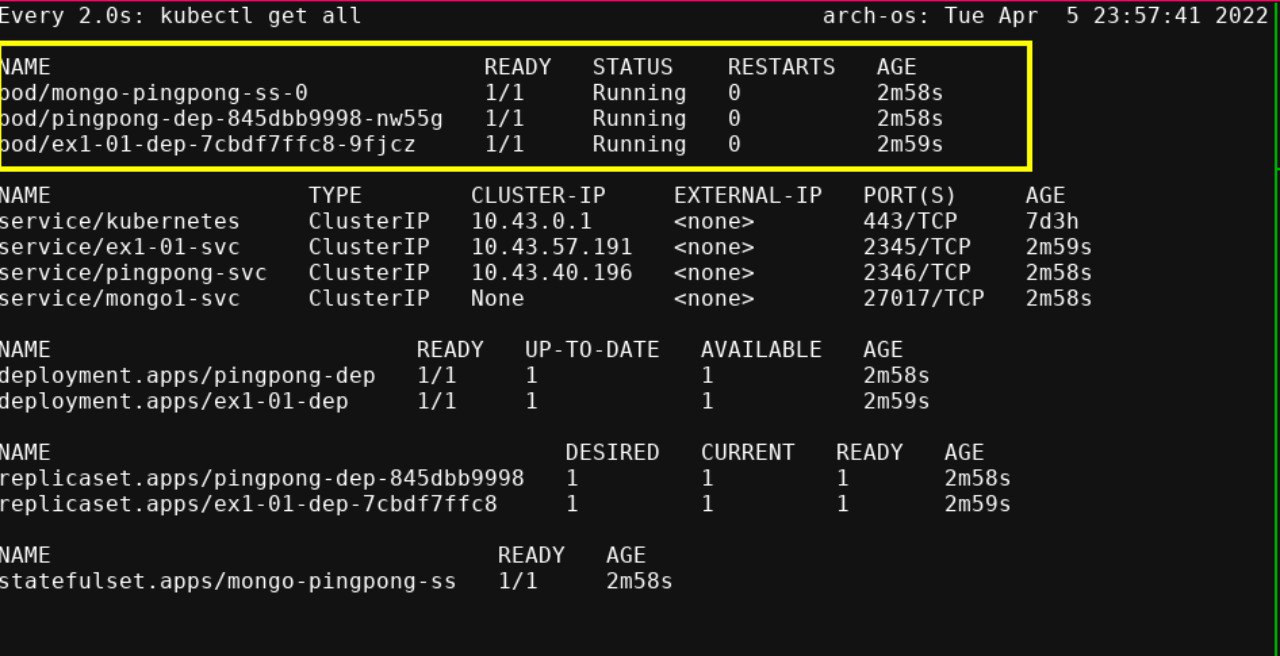 Every 2.0s: kubectl get all arch-os: Tue Apr  5 23:57:41 2022
NAME READY STATUS RESTARTS AGE
pod/mongo-pingpong-ss-0 1/1 Running 0 2m58s
pod/pingpong-dep-845dbb9998-nw55g 1/1 Running 0 2m58s
pod/ex1-01-dep-7cbdf7ffc8-9fjcz 1/1 Running 0 2m59s
NAME TYPE CLUSTER-IP EXTERNAL-IP PORT(S) AGE
service/kubernetes ClusterIP 10.43.0.1 <none> 443/TCP 7d3h
service/ex1-01-svc ClusterIP 10.43.57.191 <none> 2345/TCP 2m59s
service/pingpong-svc ClusterIP 10.43.40.196 <none> 2346/TCP 2m58s
service/mongo1-svc ClusterIP None <none> 27017/TCP 2m58s
NAME READY UP-TO-DATE AVAILABLE AGE
deployment.apps/pingpong-dep 1/1 1 1 2m58s
deployment.apps/ex1-01-dep 1/1 1 1 2m59s
NAME DESIRED CURRENT READY AGE
replicaset.apps/pingpong-dep-845dbb9998 1 1 1 2m58s
replicaset.apps/ex1-01-dep-7cbdf7ffc8 1 1 1 2m59s
NAME READY AGE
statefulset.apps/mongo-pingpong-ss 1/1 2m58s